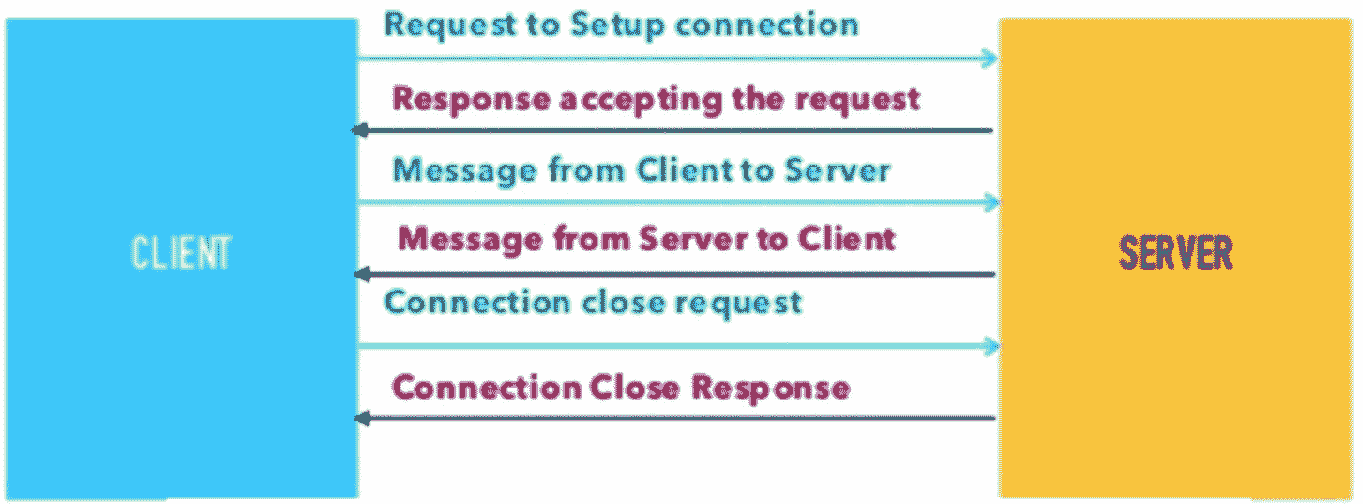 Request to Setup connection
Response accepting the request
Message from Client to Server
CLIENT
Message from Server to Client
SERVER
Connection close request
Connection Close Response